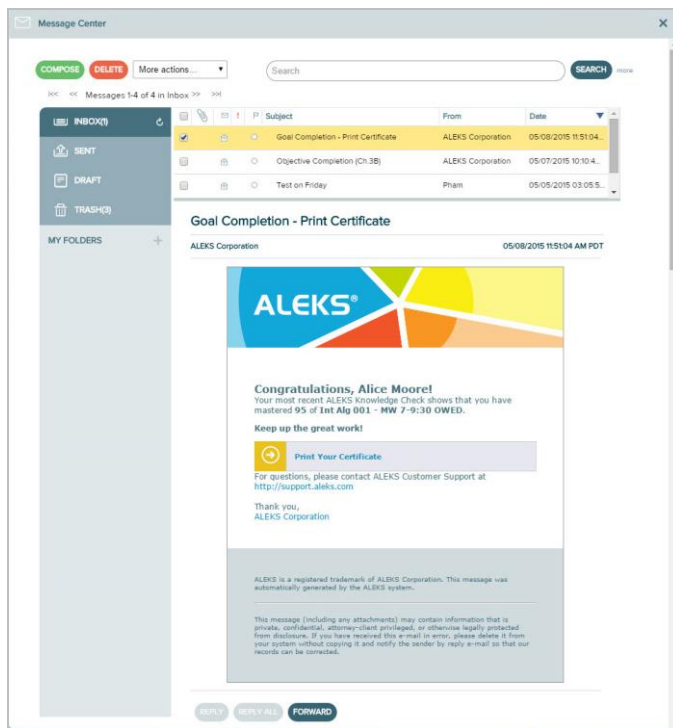 Message Center
COMPOSE DELETE More actions...
Search
SEARCH more
Messages 1-4 of 4 in Inbox
INBOX(1)
SENT
DRAFT
TRASH(3)
MY FOLDERS
Subject From Date
Goal Completion - Print Certificate ALEKS Corporation 05/08/2015 11:51:04...
Objective Completion (Ch.3B) ALEKS Corporation 05/07/2015 10:10:4...
Test on Friday Pham 05/05/2015 03:05:5...
Goal Completion - Print Certificate
ALEKS Corporation 05/08/2015 11:51:04 AM PDT
ALEKS®
Congratulations, Alice Moore!
Your most recent ALEKS Knowledge Check shows that you have
mastered 95 of Int Alg 001 - MW 7-9:30 OWED.
Keep up the great work!
Print Your Certificate
For questions, please contact ALEKS Customer Support at
http://support.aleks.com
Thank you,
ALEKS Corporation
ALEKS is a registered trademark of ALEKS Corporation. This message was
automatically generated by the ALEKS system.
This message (including any attachments) may contain information that is
private, confidential, attorney-client privileged, or otherwise legally protected
from disclosure. If you have received this e-mail in error, please delete it from
your system without copying it and notify the sender by reply e-mail so that our
records can be corrected.
REPLY REPLY ALL FORWARD